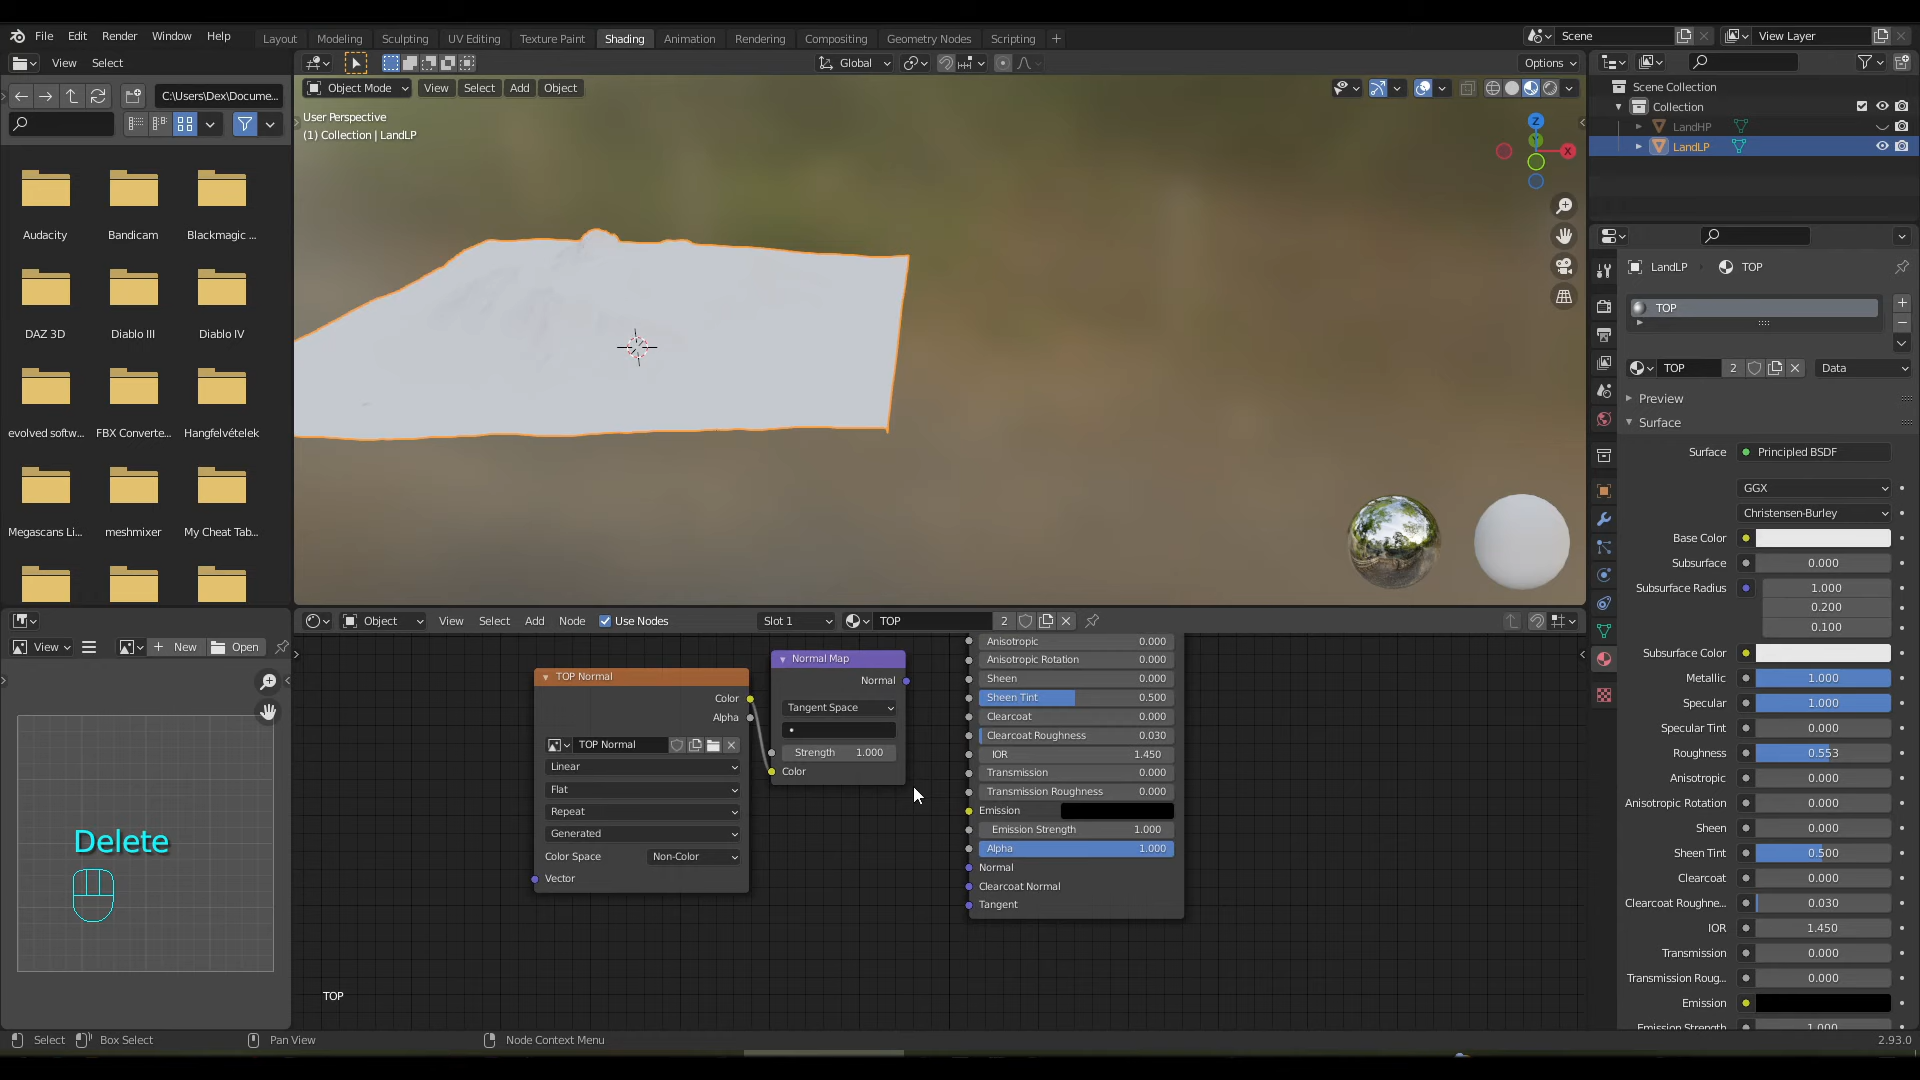 File Edit Render Window Help Layout Modeling Sculpting UV Editing Texture Paint Shading Animation Rendering Compositing Geometry Nodes Scripting + Scene View Layer
View Select Global Options
C:\Users\Dex\Docume...
Object Mode View Select Add Object
User Perspective
(1) Collection | LandLP
Z
Y
X
Audacity Bandicam Blackmagic ...
DAZ 3D Diablo III Diablo IV
evolved softw... FBX Converte... Hangfelvételek
Megascans Li... meshmixer My Cheat Tab...
Scene Collection
Collection
LandHP
LandLP
LandLP TOP
TOP
TOP 2 Data
Preview
Surface
Surface Principled BSDF
GGX
Christensen-Burley
Base Color
Subsurface 0.000
Subsurface Radius 1.000
0.200
0.100
Subsurface Color
Metallic 1.000
Specular 1.000
Specular Tint 0.000
Roughness 0.553
Anisotropic 0.000
Anisotropic Rotation 0.000
Sheen 0.000
Sheen Tint 0.500
Clearcoat 0.000
Clearcoat Roughne... 0.030
IOR 1.450
Transmission 0.000
Transmission Roug... 0.000
Emission
Emission Strength 1.000
View New Open
Delete
Object View Select Add Node Use Nodes Slot 1 TOP 2
TOP Normal
Color
Alpha
TOP Normal
Linear
Flat
Repeat
Generated
Color Space Non-Color
Vector
Normal Map
Normal
Tangent Space
Strength 1.000
Color
Anisotropic 0.000
Anisotropic Rotation 0.000
Sheen 0.000
Sheen Tint 0.500
Clearcoat 0.000
Clearcoat Roughness 0.030
IOR 1.450
Transmission 0.000
Transmission Roughness 0.000
Emission
Emission Strength 1.000
Alpha 1.000
Normal
Clearcoat Normal
Tangent
TOP
Select Box Select Pan View Node Context Menu 2.93.0